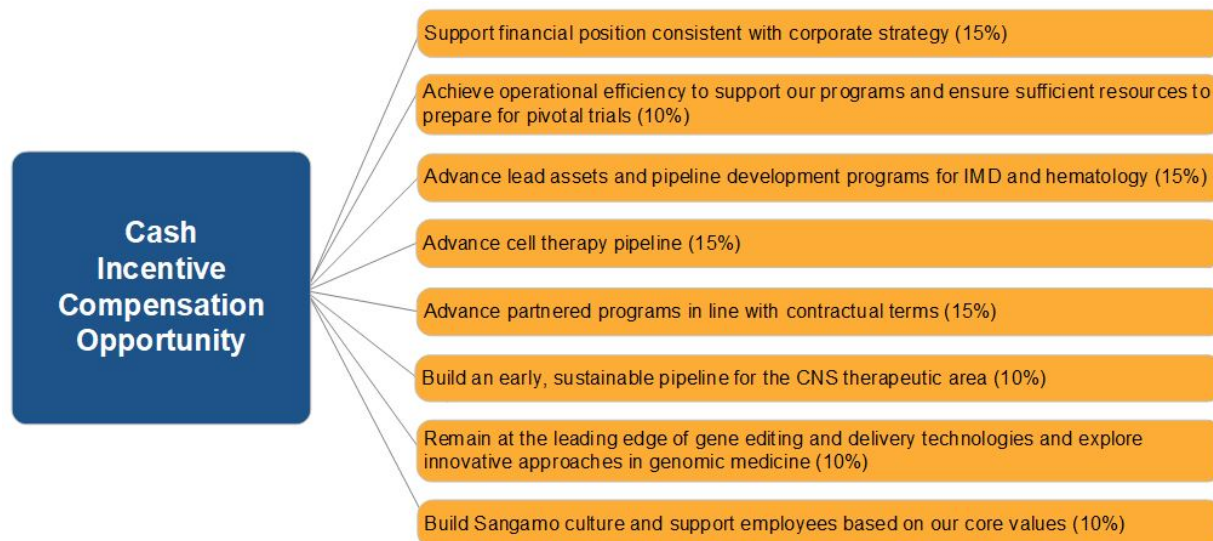 Support financial position consistent with corporate strategy (15%)
Achieve operational efficiency to support our programs and ensure sufficient resources to
prepare for pivotal trials (10%)
Advance lead assets and pipeline development programs for IMD and hematology (15%)
Cash
Incentive
Compensation
Opportunity
Advance cell therapy pipeline (15%)
Advance partnered programs in line with contractual terms (15%)
Build an early, sustainable pipeline for the CNS therapeutic area (10%)
Remain at the leading edge of gene editing and delivery technologies and explore
innovative approaches in genomic medicine (10%)
Build Sangamo culture and support employees based on our core values (10%)